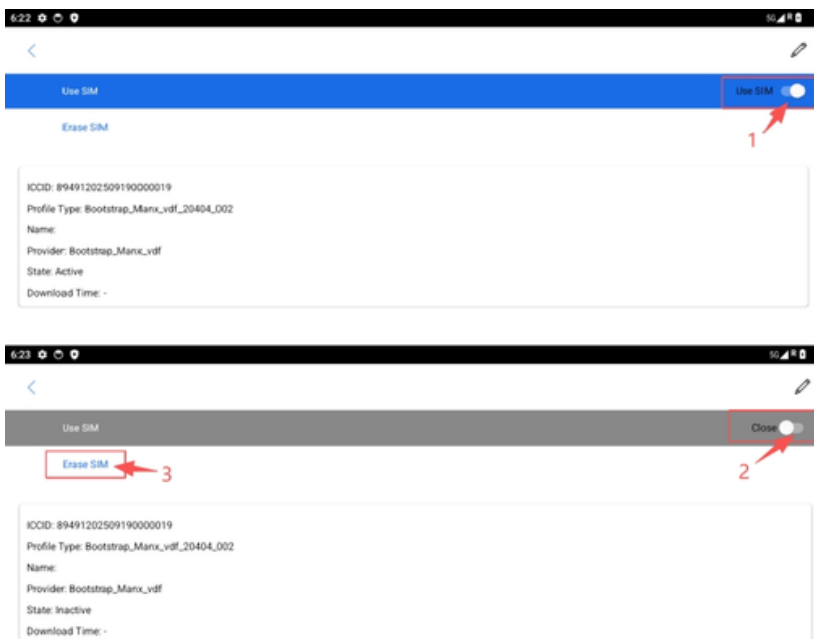 6:22 5G R
Use SIM Use SIM
1
Erase SIM
ICCID: 89491202509190000019
Profile Type: Bootstrap_Manx_vdf_20404_002
Name:
Provider: Bootstrap_Manx_vdf
State: Active
Download Time: -
6:23 5G R
Use SIM Close
Erase SIM 3 2
ICCID: 89491202509190000019
Profile Type: Bootstrap_Manx_vdf_20404_002
Name:
Provider: Bootstrap_Manx_vdf
State: Inactive
Download Time: -